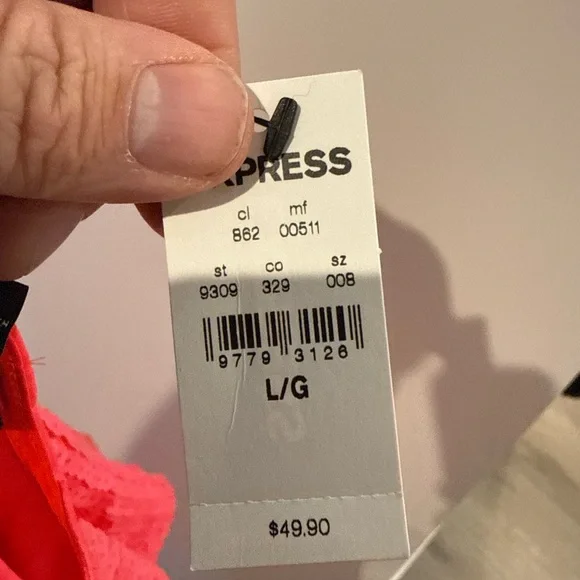 XPRESS
cl mf
862 00511
st co sz
9309 329 008
9779 3126
L/G
$49.90